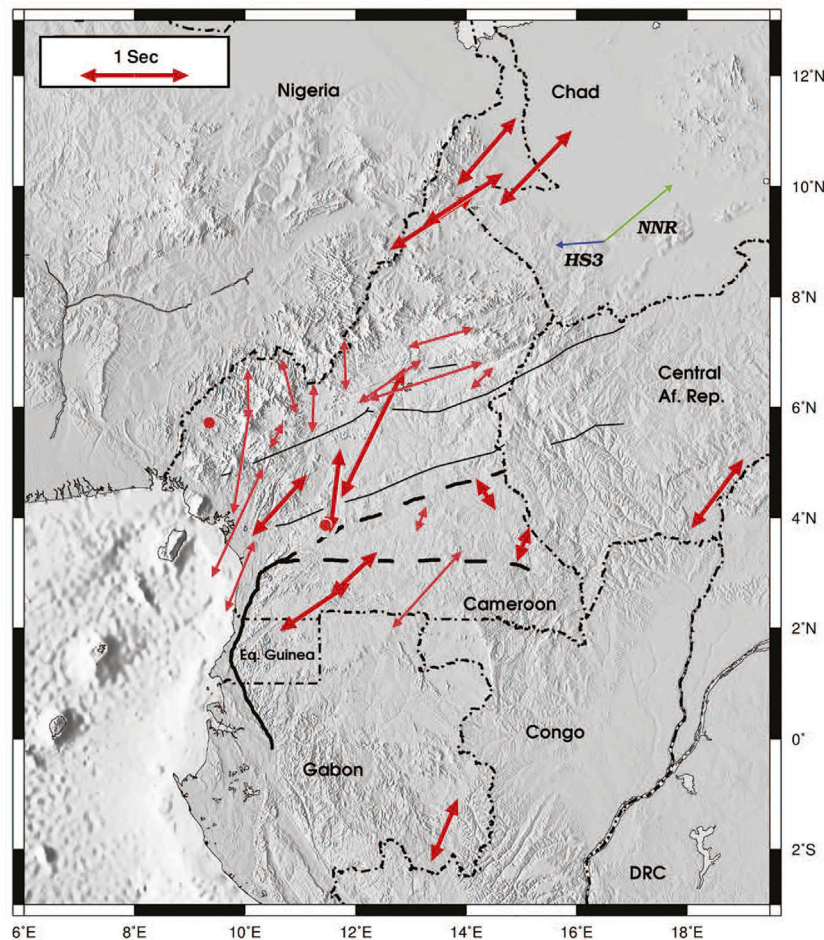 1 Sec
Nigeria
Chad
12°N
10°N
NNR
HS3
8°N
Central
Af. Rep.
6°N
4°N
Cameroon
2°N
Eq. Guinea
Congo
0°
Gabon
DRC
2°S
6°E
8°E
10°E
12°E
14°E
16°E
18°E